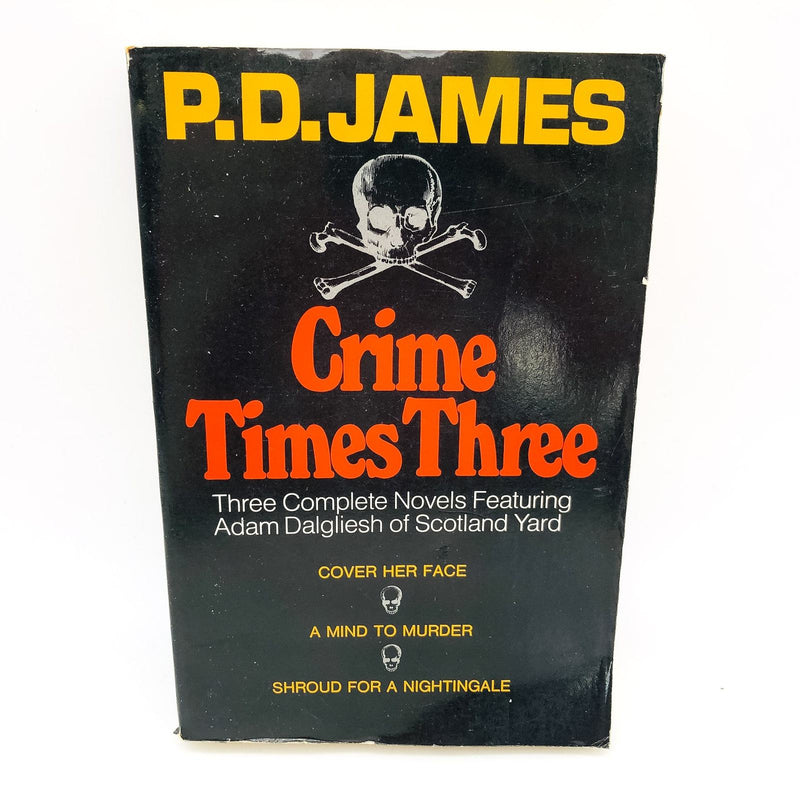 P.D. JAMES
Crime
Times Three
Three Complete Novels Featuring
Adam Dalgliesh of Scotland Yard
COVER HER FACE
A MIND TO MURDER
SHROUD FOR A NIGHTINGALE